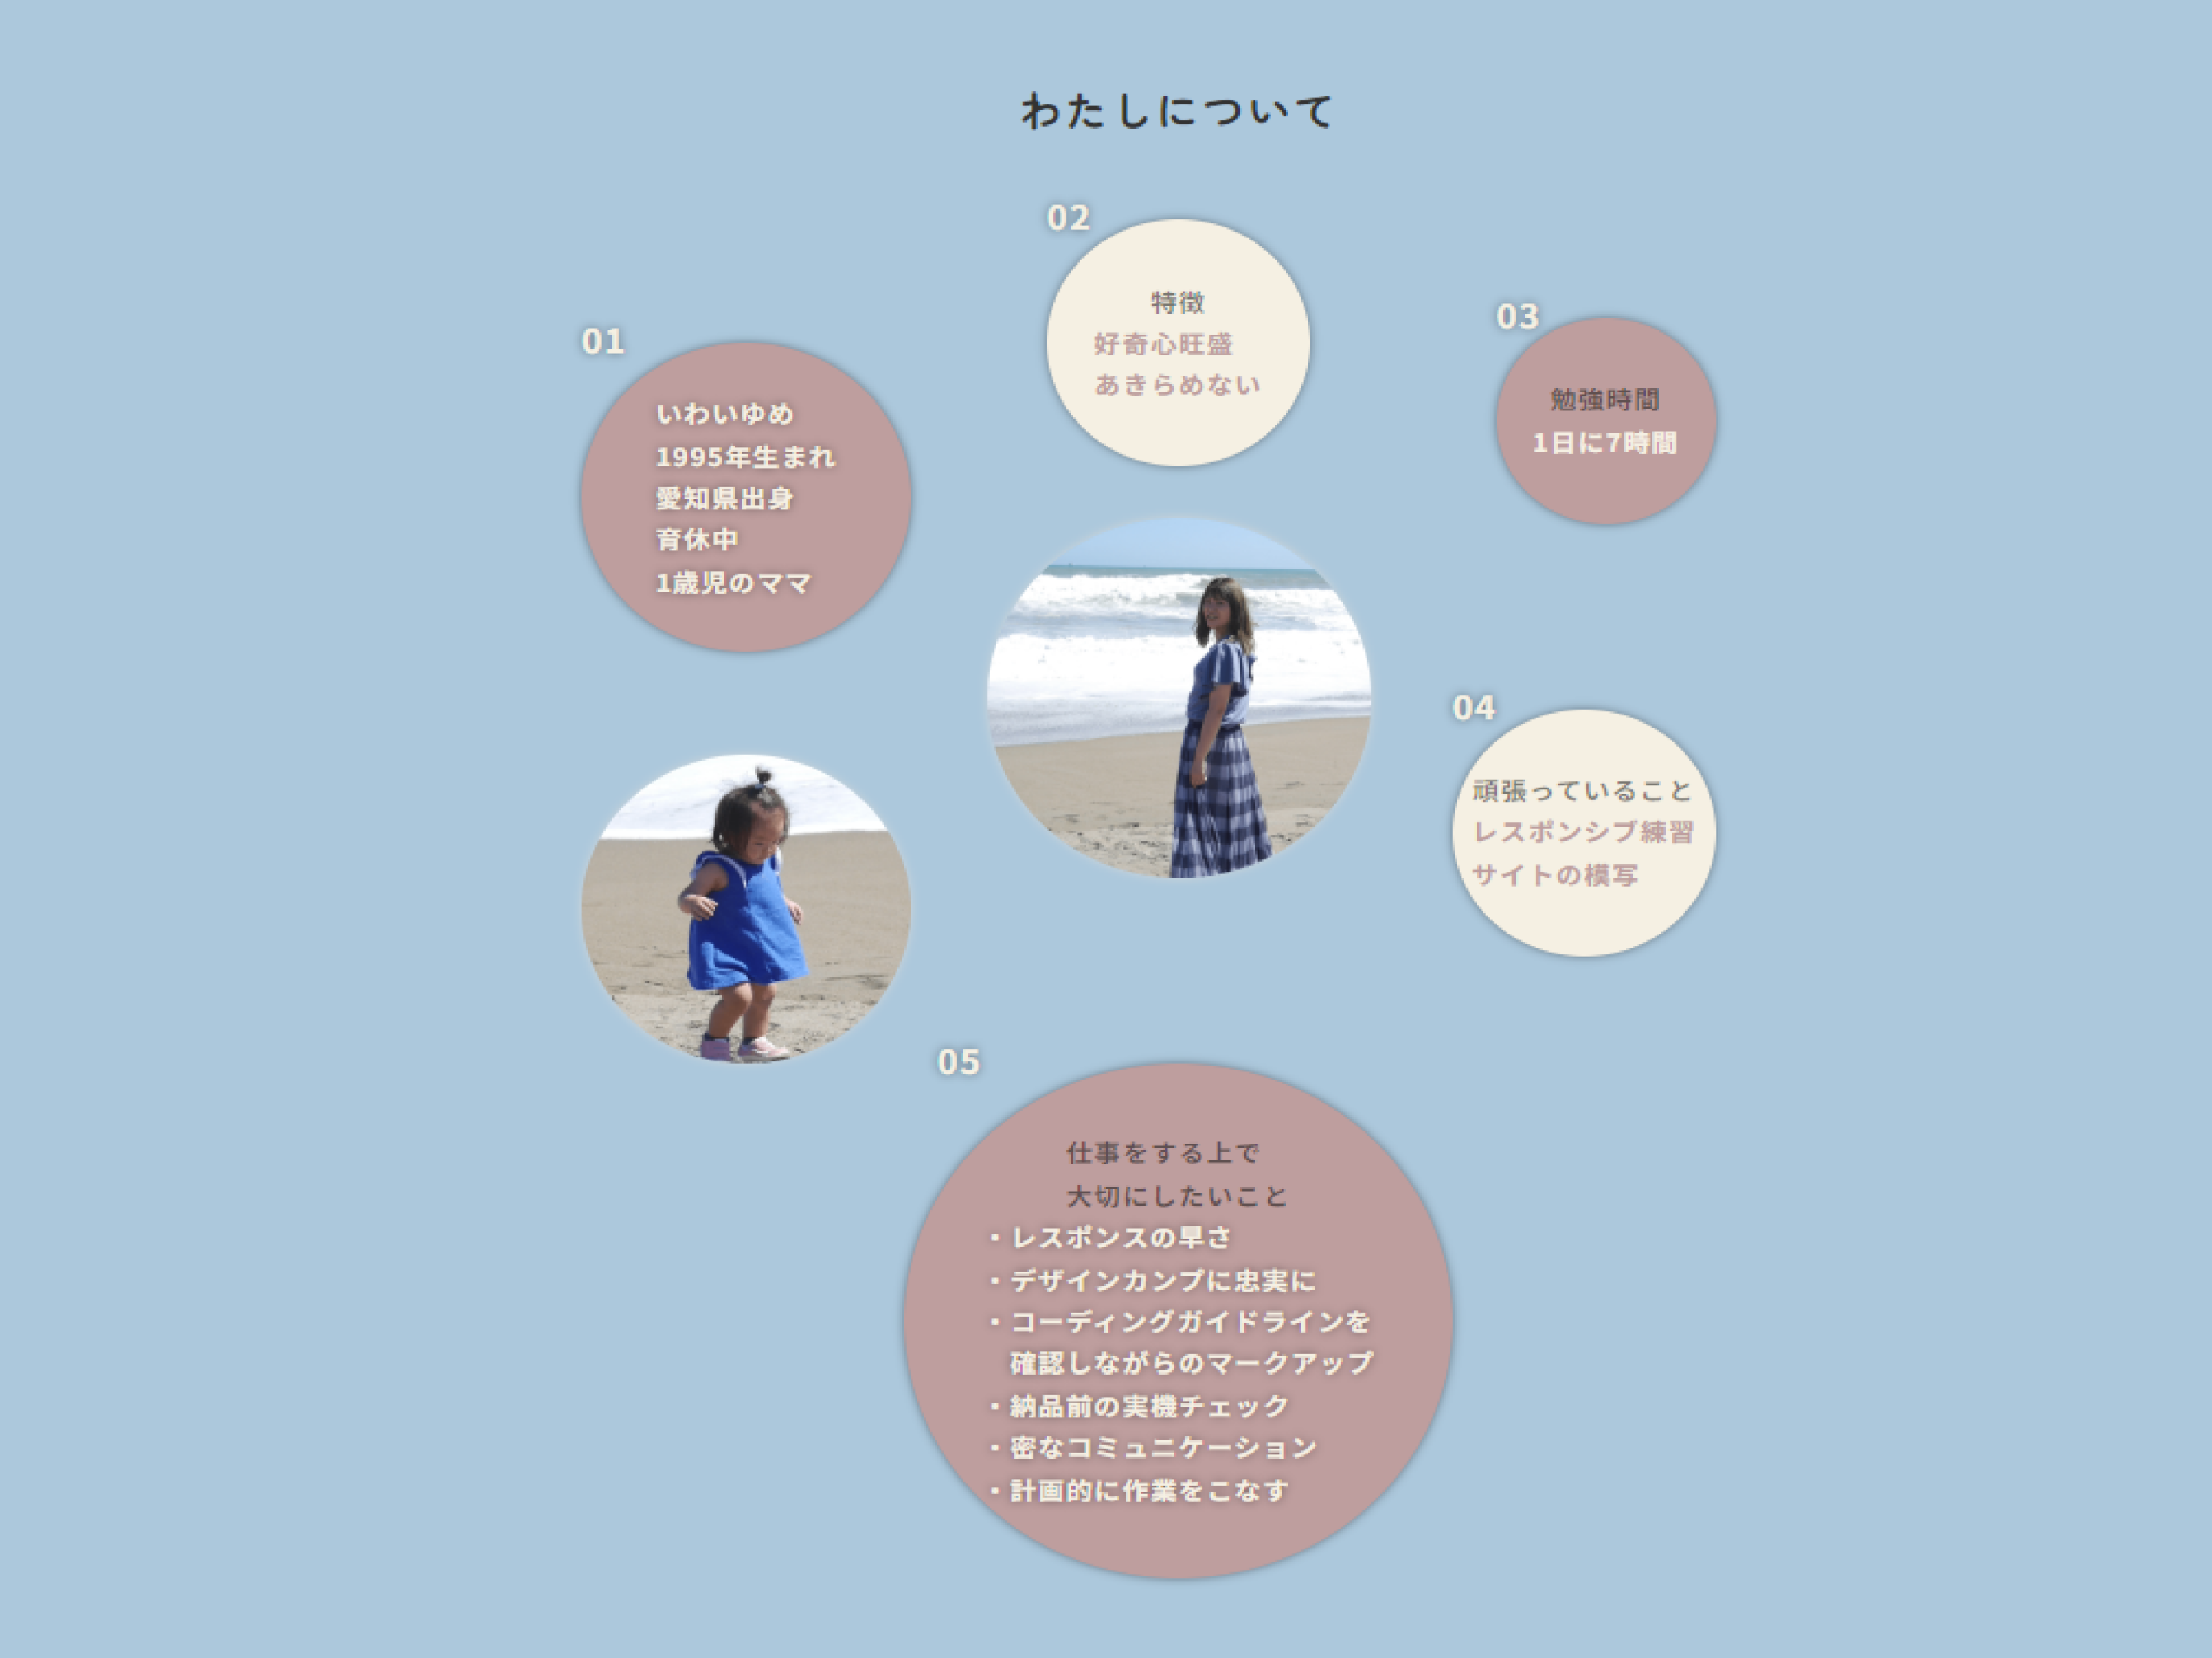 わたしについて
01
いわいゆめ
1995年生まれ
愛知県出身
育休中
1歳児のママ
02
特徴
好奇心旺盛
あきらめない
03
勉強時間
1日に7時間
04
頑張っていること
レスポンシブ練習
サイトの模写
05
仕事をする上で
大切にしたいこと
・レスポンスの早さ
・デザインカンプに忠実に
・コーディングガイドラインを
確認しながらのマークアップ
・納品前の実機チェック
・密なコミュニケーション
・計画的に作業をこなす